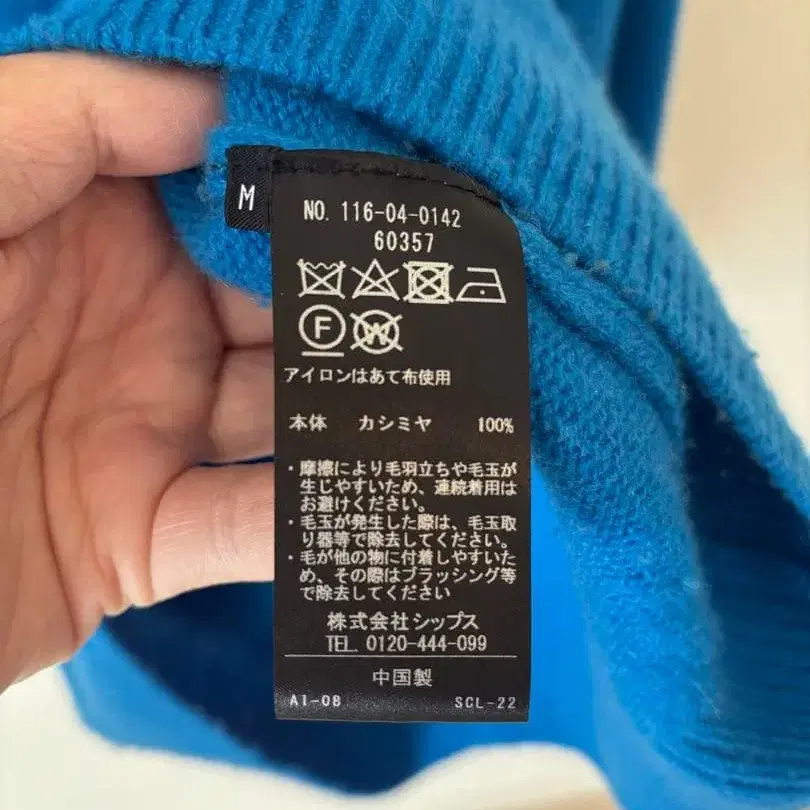 M
NO. 116-04-0142
60357
F
W
アイロンはあて布使用
本体 カシミヤ 100%
・摩擦により毛羽立ちや毛玉が
生じやすいため、連続着用は
お避けください。
・毛玉が発生した際は、毛玉取
り器等で除去してください。
・毛が他の物に付着しやすいた
め、その際はブラッシング等
で除去してください
株式会社シップス
TEL. 0120-444-099
中国製
AI-08 SCL-22